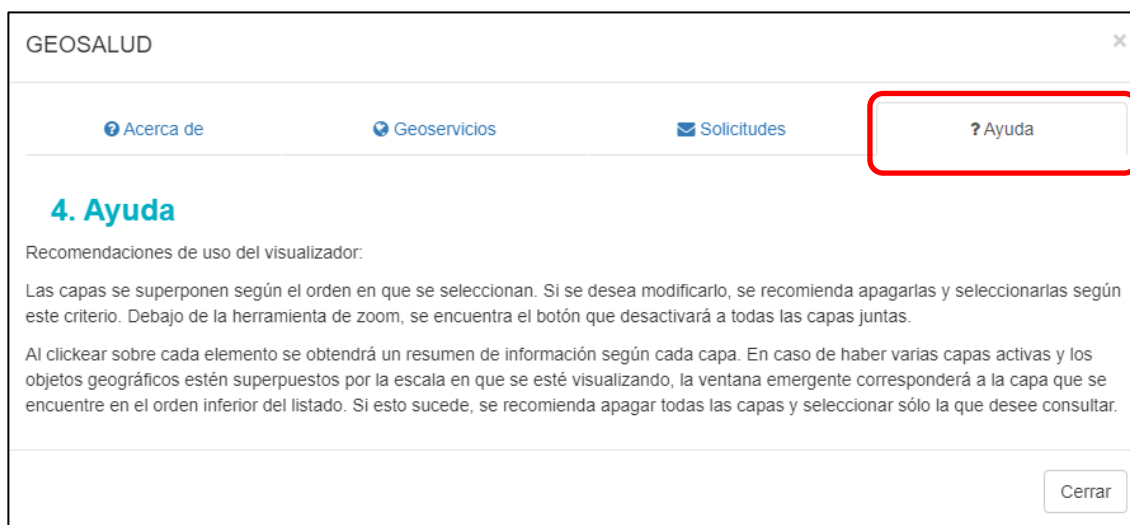 GEOSALUD
×
Acerca de
Geoservicios
Solicitudes
? Ayuda
4. Ayuda
Recomendaciones de uso del visualizador:
Las capas se superponen según el orden en que se seleccionan. Si se desea modificarlo, se recomienda apagarlas y seleccionarlas según
este criterio. Debajo de la herramienta de zoom, se encuentra el botón que desactivará a todas las capas juntas.
Al clickear sobre cada elemento se obtendrá un resumen de información según cada capa. En caso de haber varias capas activas y los
objetos geográficos estén superpuestos por la escala en que se esté visualizando, la ventana emergente corresponderá a la capa que se
encuentre en el orden inferior del listado. Si esto sucede, se recomienda apagar todas las capas y seleccionar sólo la que desee consultar.
Cerrar